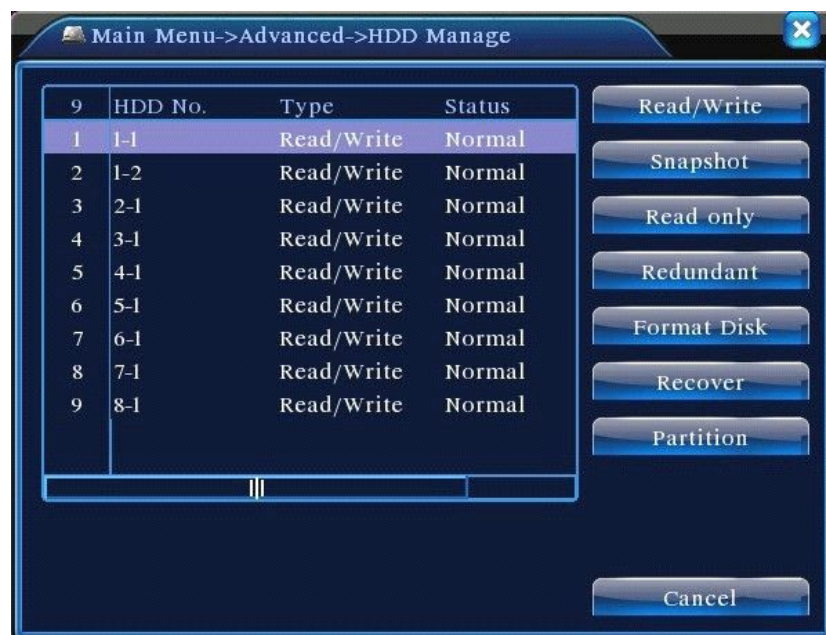 Main Menu->Advanced->HDD Manage
9 HDD No. Type Status
1 1-1 Read/Write Normal
2 1-2 Read/Write Normal
3 2-1 Read/Write Normal
4 3-1 Read/Write Normal
5 4-1 Read/Write Normal
6 5-1 Read/Write Normal
7 6-1 Read/Write Normal
8 7-1 Read/Write Normal
9 8-1 Read/Write Normal
Read/Write
Snapshot
Read only
Redundant
Format Disk
Recover
Partition
Cancel